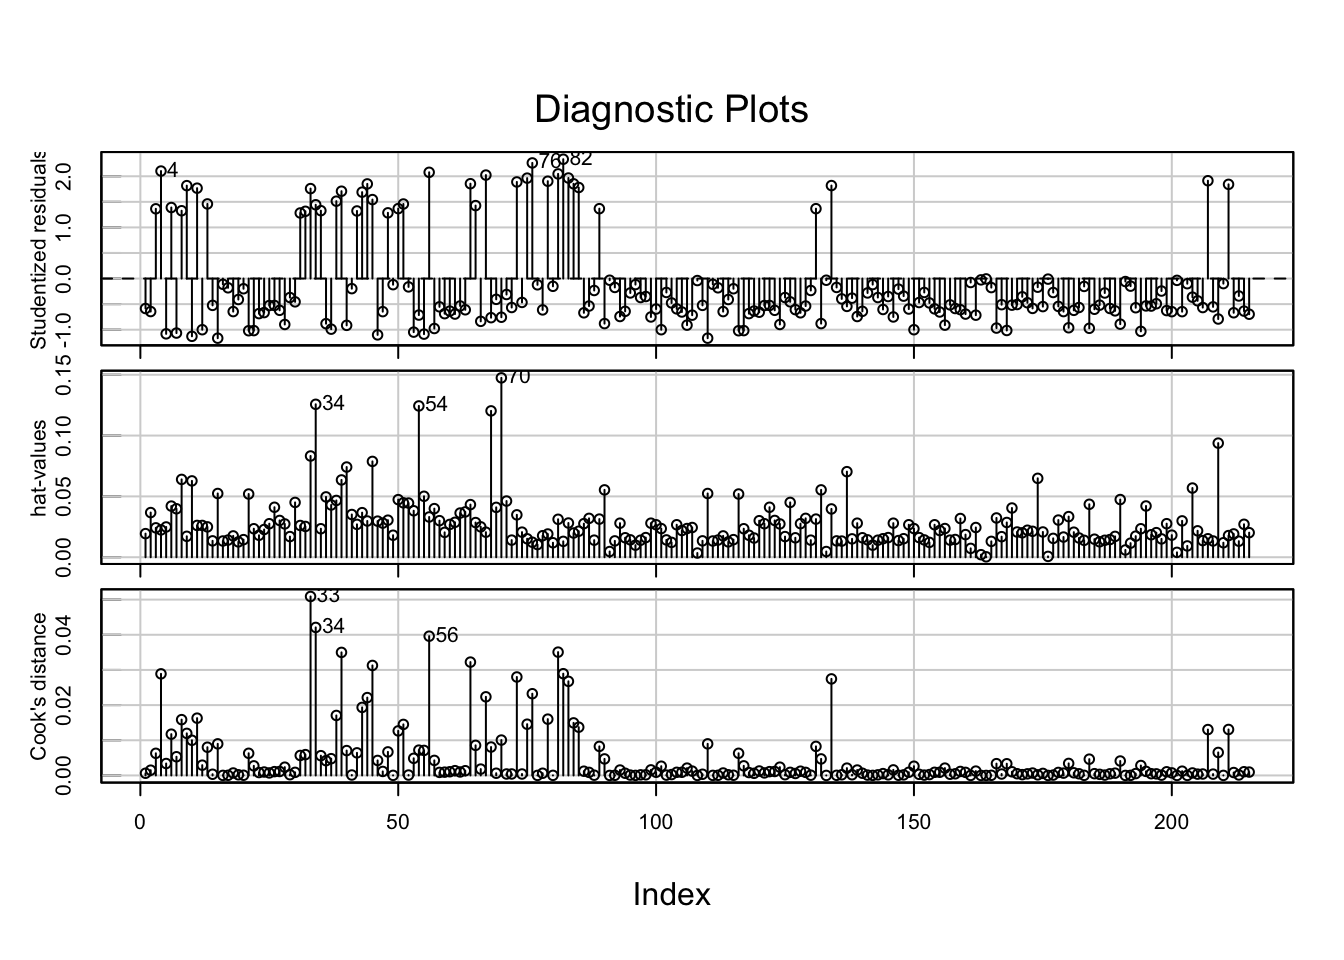 Diagnostic Plots
Studentized residuals
-1.0 0.0 1.0 2.0
4 76 82
hat-values
0.00 0.05 0.10 0.15
34 54 70
Cook's distance
0.00 0.02 0.04
33
34 56
0 50 100 150 200
Index